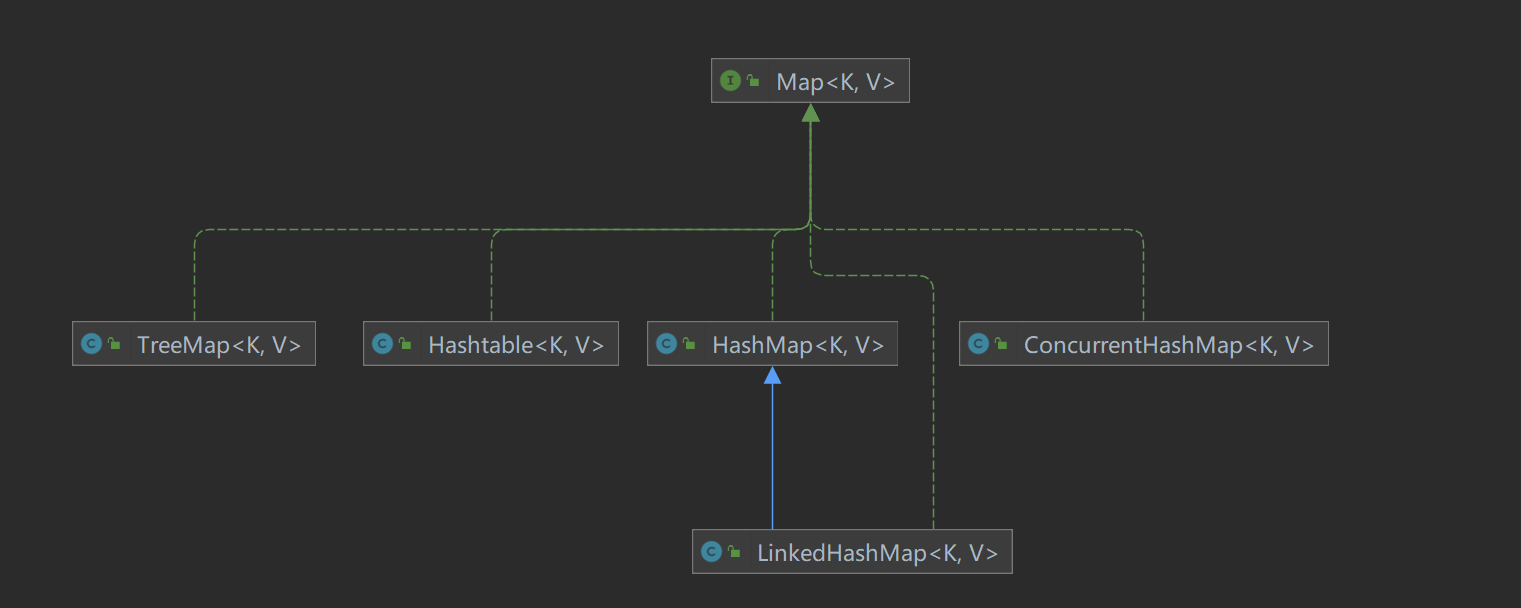 I Map<K, V>
C TreeMap<K, V>
C Hashtable<K, V>
C HashMap<K, V>
C ConcurrentHashMap<K, V>
C LinkedHashMap<K, V>